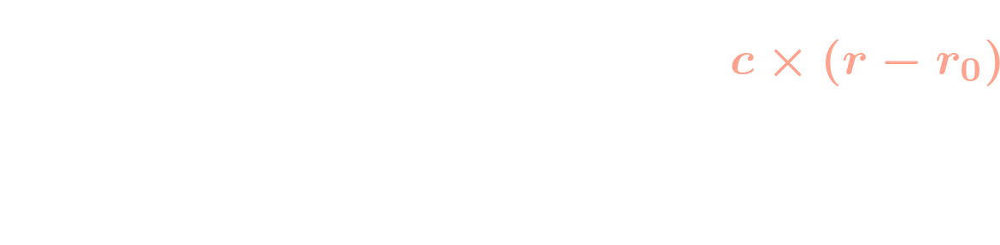 c × (r − r₀)